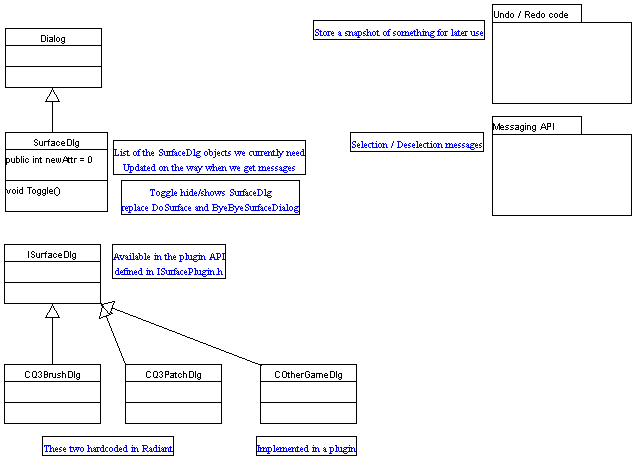 Undo / Redo code
Store a snapshot of something for later use
Dialog
Messaging API
SurfaceDlg
public int newAttr = 0
void Toggle()
List of the SurfaceDlg objects we currently need
Updated on the way when we get messages
Selection / Deselection messages
Toggle hide/shows SurfaceDlg
replace DoSurface and ByeByeSurfaceDialog
ISurfaceDlg
Available in the plugin API
defined in ISurfacePlugin.h
CQ3BrushDlg
CQ3PatchDlg
COtherGameDlg
These two hardcoded in Radiant
Implemented in a plugin